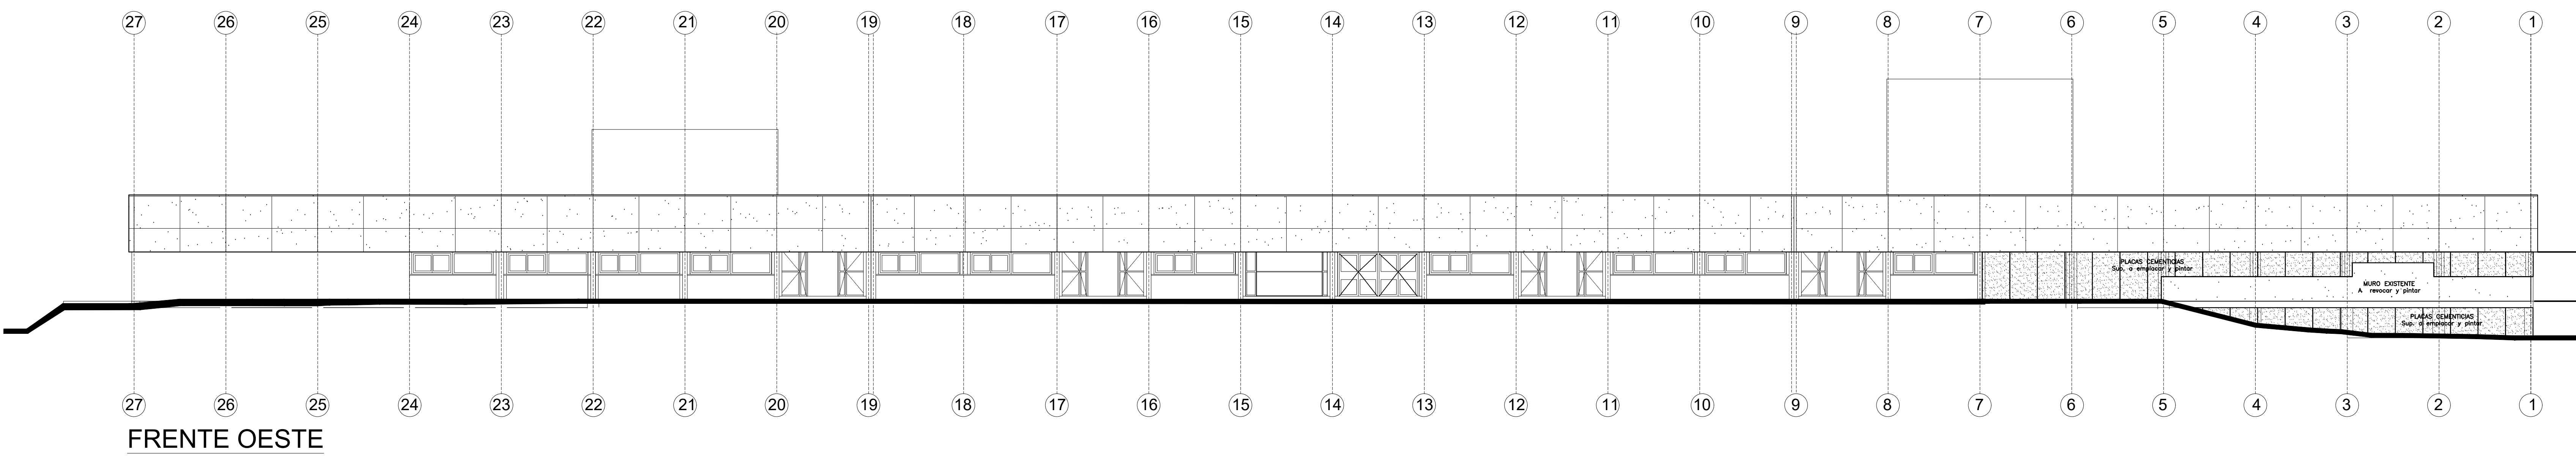 27 26 25 24 23 22 21 20 19 18 17 16 15 14 13 12 11 10 9 8 7 6 5 4 3 2 1
PLACAS CEMENTICIAS
Sup. a emplacar y pintar
MURO EXISTENTE
A revocar y pintar
PLACAS CEMENTICIAS
Sup. a emplacar y pintar
27 26 25 24 23 22 21 20 19 18 17 16 15 14 13 12 11 10 9 8 7 6 5 4 3 2 1
FRENTE OESTE